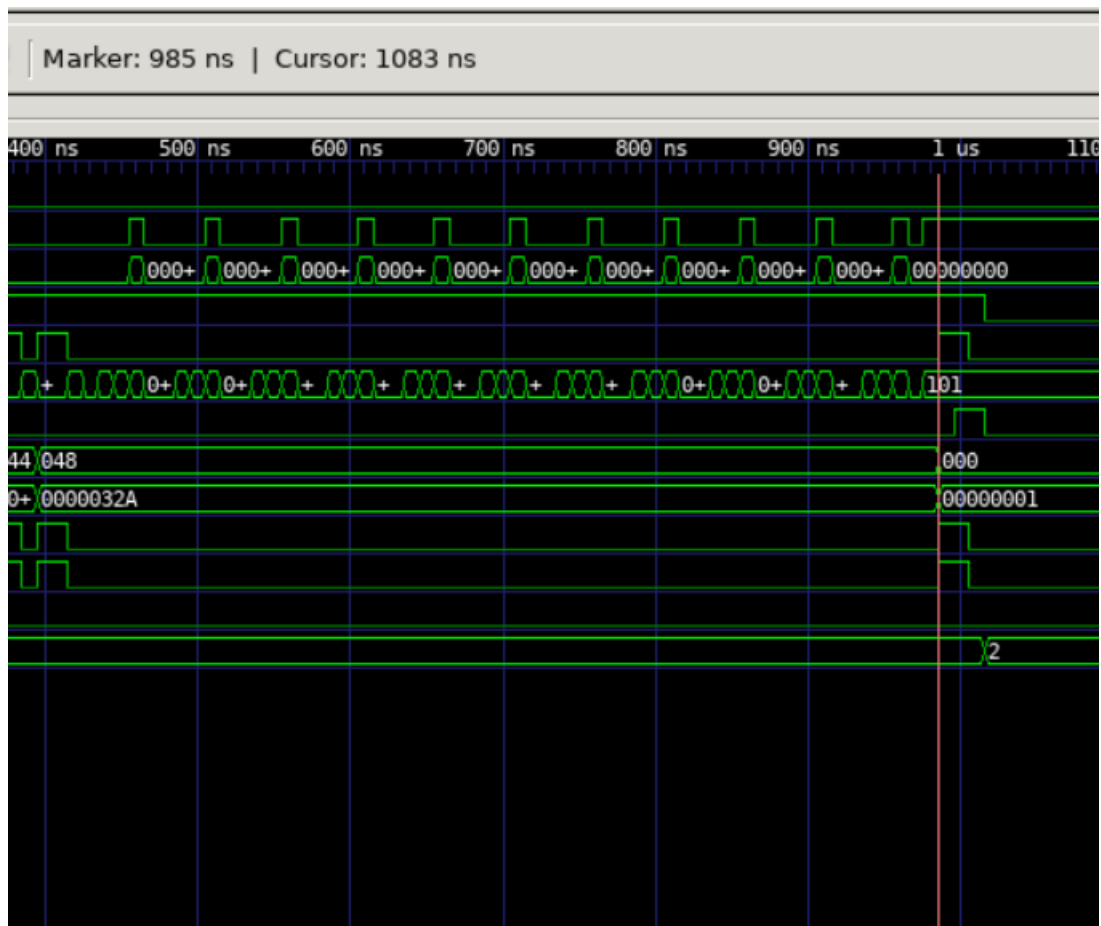 Marker: 985 ns | Cursor: 1083 ns
400 ns 500 ns 600 ns 700 ns 800 ns 900 ns 1 us 110
000+ 000+ 000+ 000+ 000+ 000+ 000+ 000+ 000+ 000+ 00000000
+ 0+ 0+ + + + + + 0+ 0+ + 101
44 048 000
0+ 0000032A 00000001
2